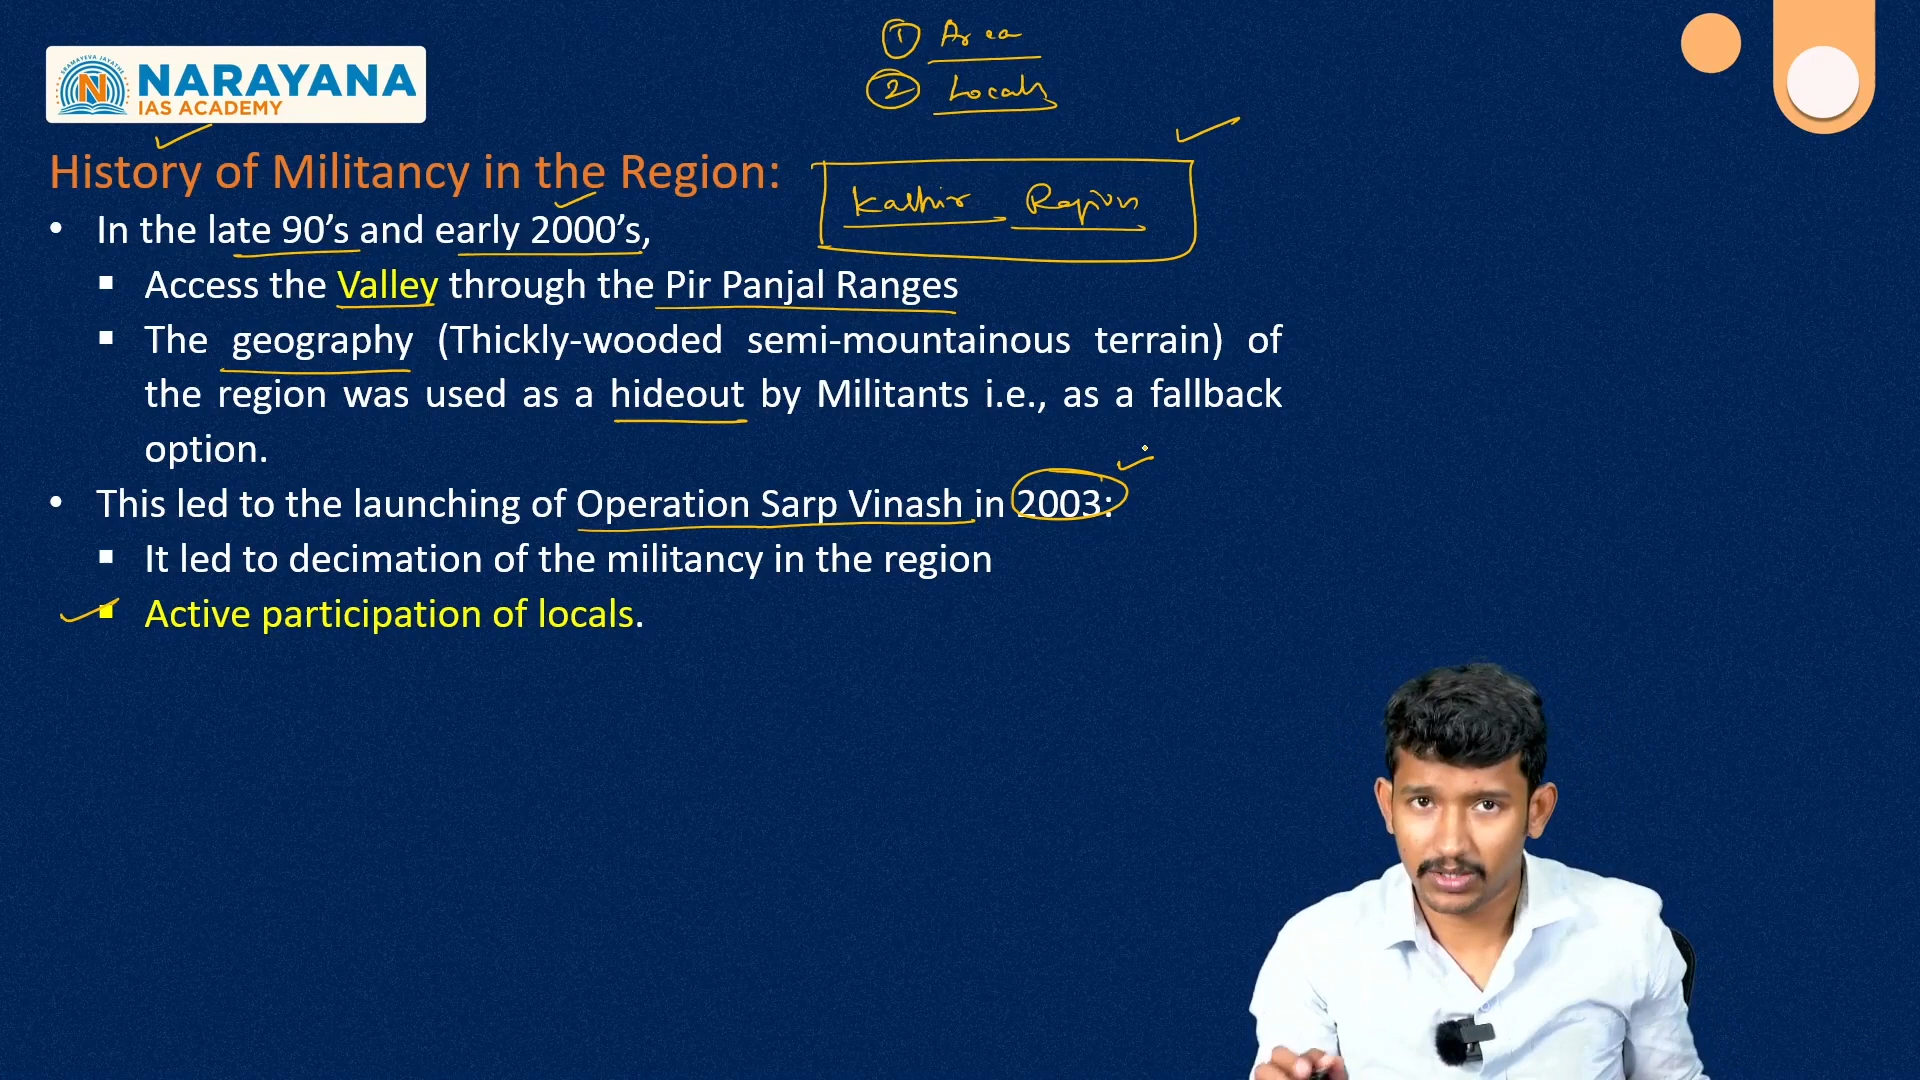 ① Area
② Locals
SRAMAYEVA JAYATHE
N
NARAYANA
IAS ACADEMY
History of Militancy in the Region:
Kashmir Region
• In the late 90’s and early 2000’s,
▪ Access the Valley through the Pir Panjal Ranges
▪ The geography (Thickly-wooded semi-mountainous terrain) of
the region was used as a hideout by Militants i.e., as a fallback
option.
• This led to the launching of Operation Sarp Vinash in 2003:
▪ It led to decimation of the militancy in the region
▪ Active participation of locals.